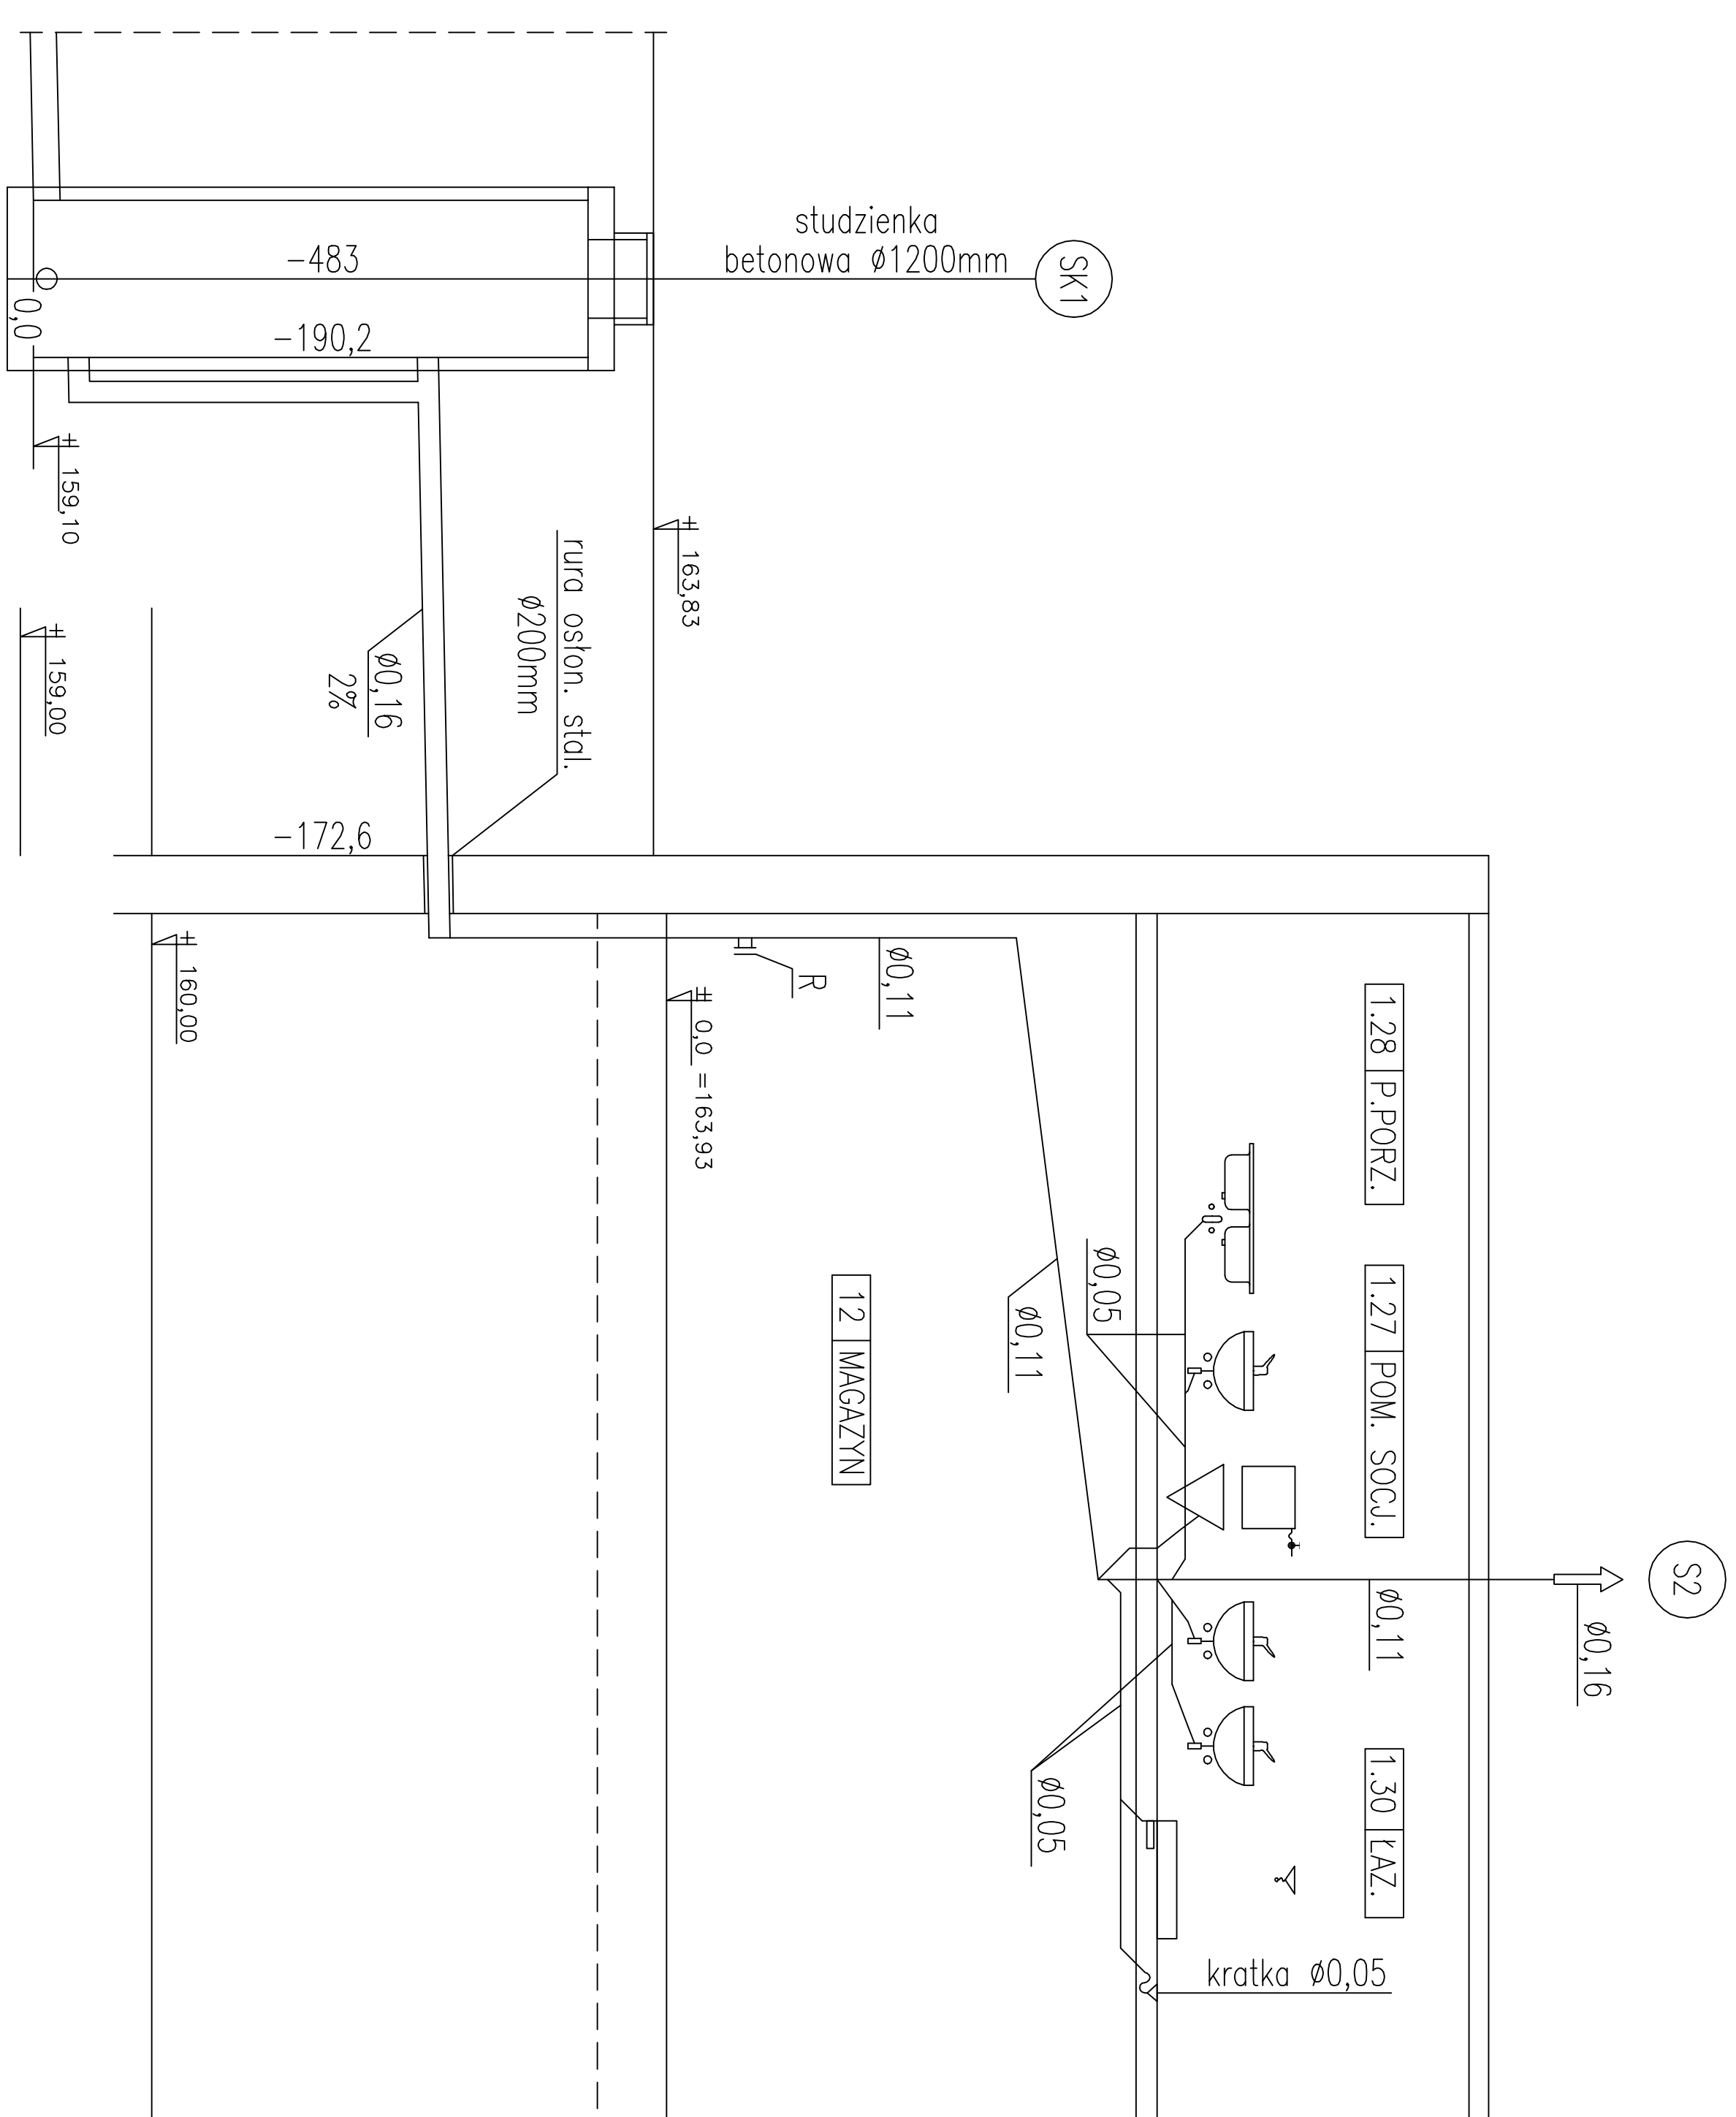 SK1
studzienka
betonowa ø1200mm
-483
0,0
-190,2
159,10
163,83
159,00
rura osłon. stal.
ø200mm
ø0,16
2%
-172,6
160,00
0,0 =163,93
R
ø0,11
1.28 P.PORZ.
1.27 POM. SOCJ.
ø0,05
ø0,11
12 MAGAZYN
S2
ø0,16
ø0,11
1.30 ŁAZ.
ø0,05
kratka ø0,05